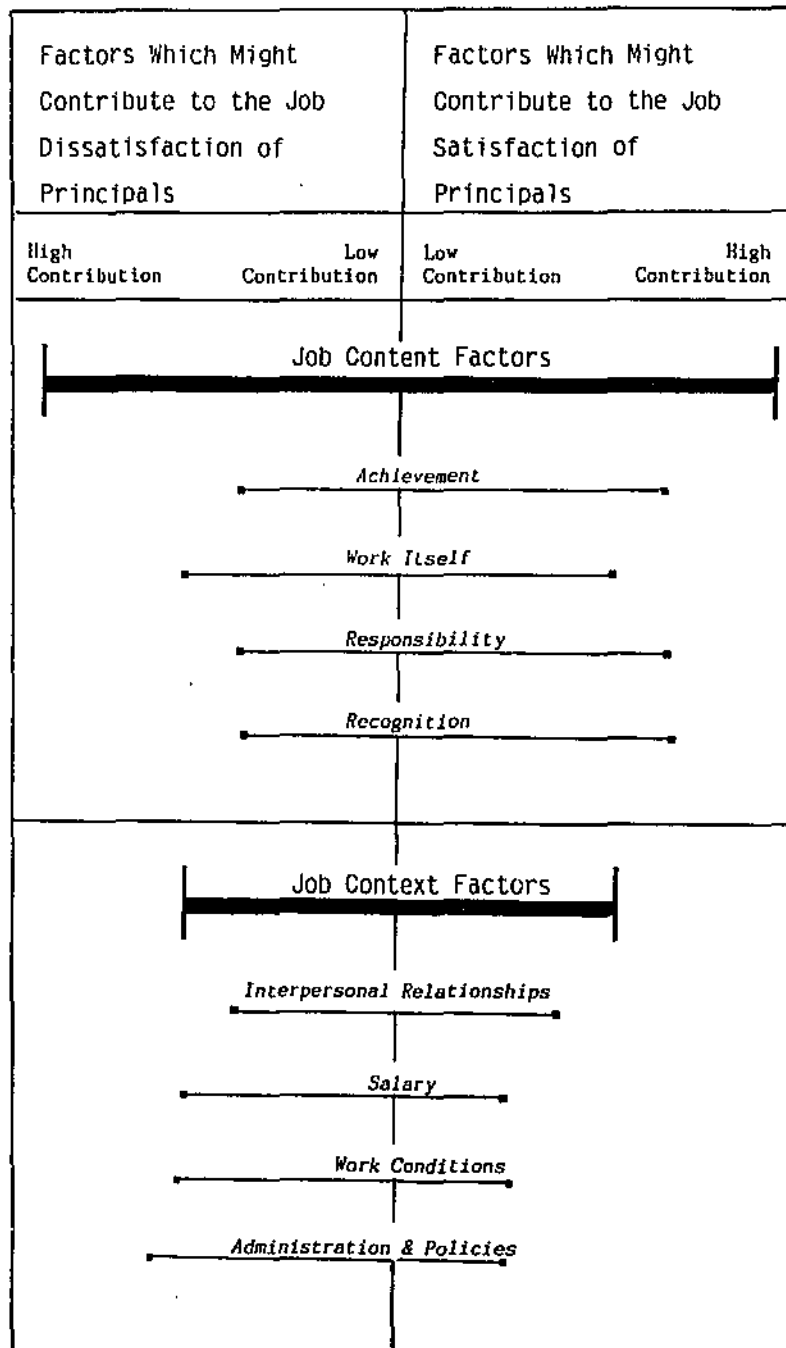 Factors Which Might
Contribute to the Job
Dissatisfaction of
Principals
Factors Which Might
Contribute to the Job
Satisfaction of
Principals
High
Contribution
Low
Contribution
Low
Contribution
High
Contribution
Job Content Factors
Achievement
Work Itself
Responsibility
Recognition
Job Context Factors
Interpersonal Relationships
Salary
Work Conditions
Administration & Policies